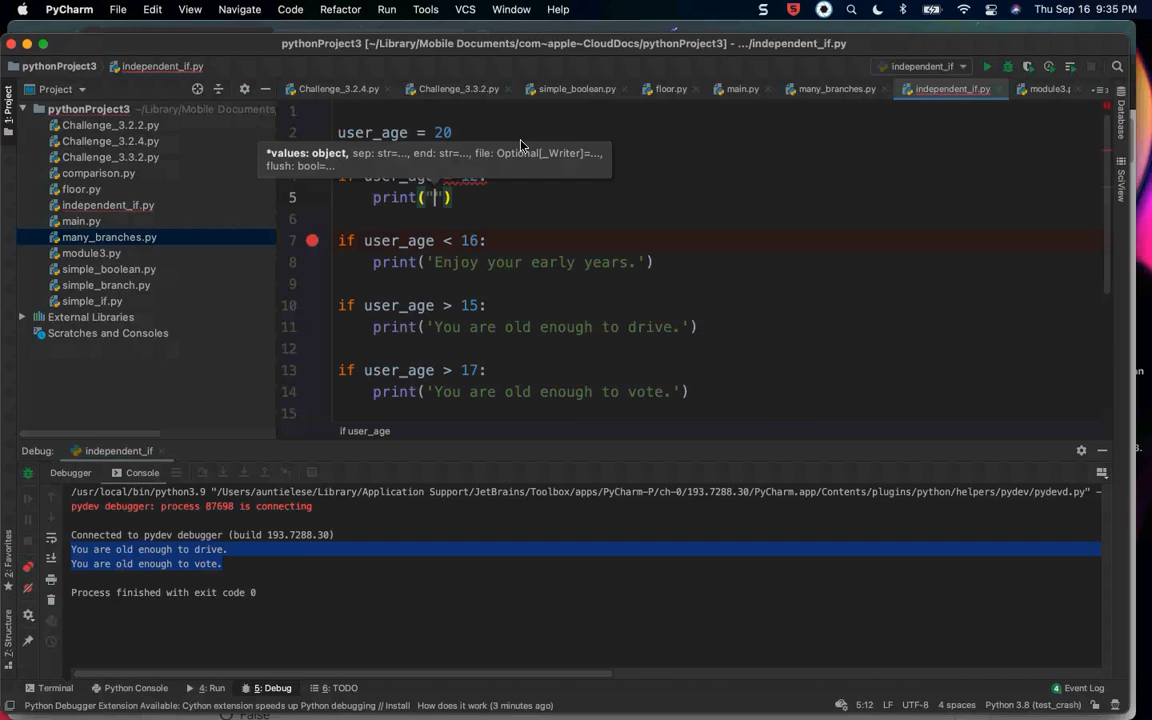 PyCharm File Edit View Navigate Code Refactor Run Tools VCS Window Help S 5 Thu Sep 16 9:35 PM
pythonProject3 [~/Library/Mobile Documents/com~apple~CloudDocs/pythonProject3] - .../independent_if.py
pythonProject3 independent_if.py independent_if
1: Project Project Challenge_3.2.4.py Challenge_3.3.2.py simple_boolean.py floor.py main.py many_branches.py independent_if.py module3.p 3
pythonProject3 ~/Library/Mobile Documents
Challenge_3.2.2.py
Challenge_3.2.4.py
Challenge_3.3.2.py
comparison.py
floor.py
independent_if.py
main.py
many_branches.py
module3.py
simple_boolean.py
simple_branch.py
simple_if.py
External Libraries
Scratches and Consoles
1
2 user_age = 20
*values: object, sep: str=..., end: str=..., file: Optional[_Writer]=...,
flush: bool=...
5 print("")
6
7 if user_age < 16:
8 print('Enjoy your early years.')
9
10 if user_age > 15:
11 print('You are old enough to drive.')
12
13 if user_age > 17:
14 print('You are old enough to vote.')
15
if user_age
Database
SciView
Debug: independent_if
Debugger Console
/usr/local/bin/python3.9 "/Users/auntielese/Library/Application Support/JetBrains/Toolbox/apps/PyCharm-P/ch-0/193.7288.30/PyCharm.app/Contents/plugins/python/helpers/pydev/pydevd.py" -
pydev debugger: process 87698 is connecting
Connected to pydev debugger (build 193.7288.30)
You are old enough to drive.
You are old enough to vote.
Process finished with exit code 0
2: Favorites
7: Structure
Terminal Python Console 4: Run 5: Debug 6: TODO 4 Event Log
Python Debugger Extension Available: Cython extension speeds up Python debugging // Install How does it work (3 minutes ago) 5:12 LF UTF-8 4 spaces Python 3.8 (test_crash)
False